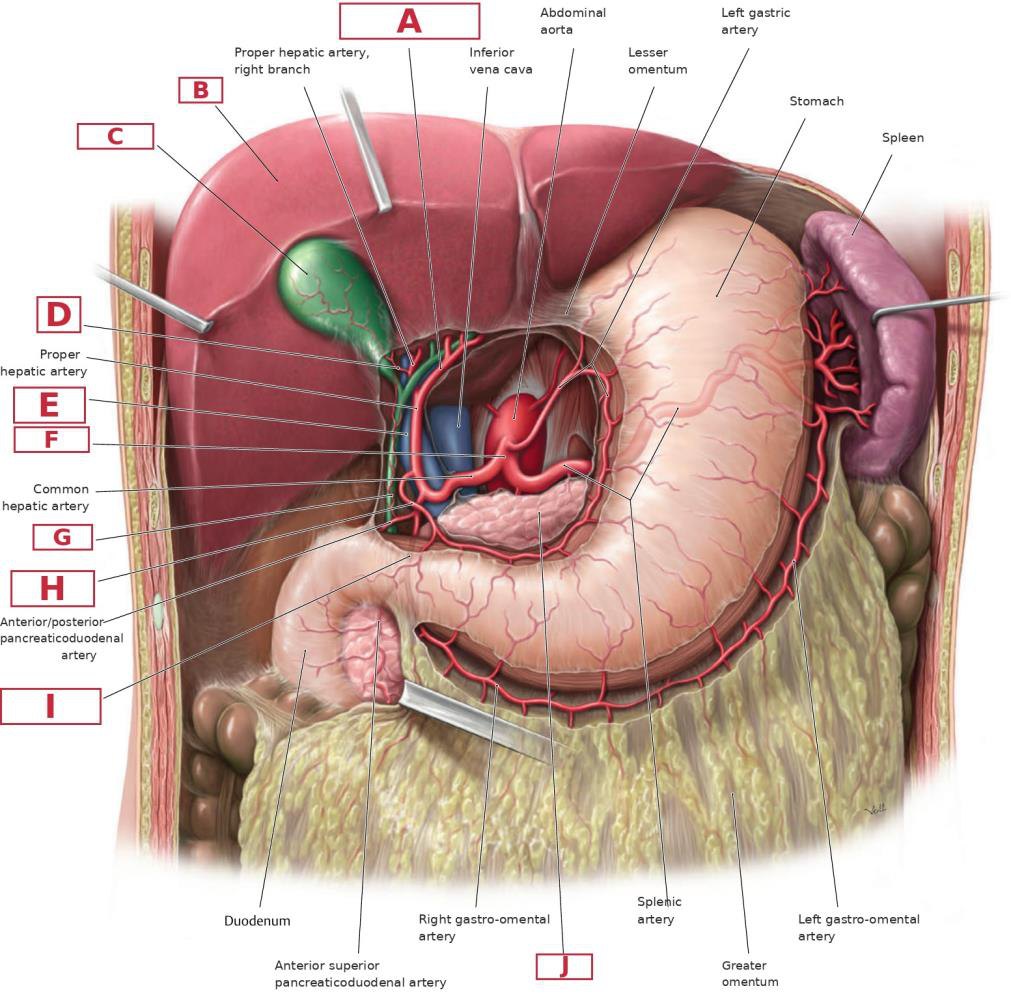 A
Abdominal
aorta
Left gastric
artery
Proper hepatic artery,
right branch
Inferior
vena cava
Lesser
omentum
B
Stomach
C
Spleen
D
Proper
hepatic artery
E
F
Common
hepatic artery
G
H
Anterior/posterior
pancreaticoduodenal
artery
I
Duodenum
Right gastro-omental
artery
Splenic
artery
Left gastro-omental
artery
Anterior superior
pancreaticoduodenal artery
J
Greater
omentum